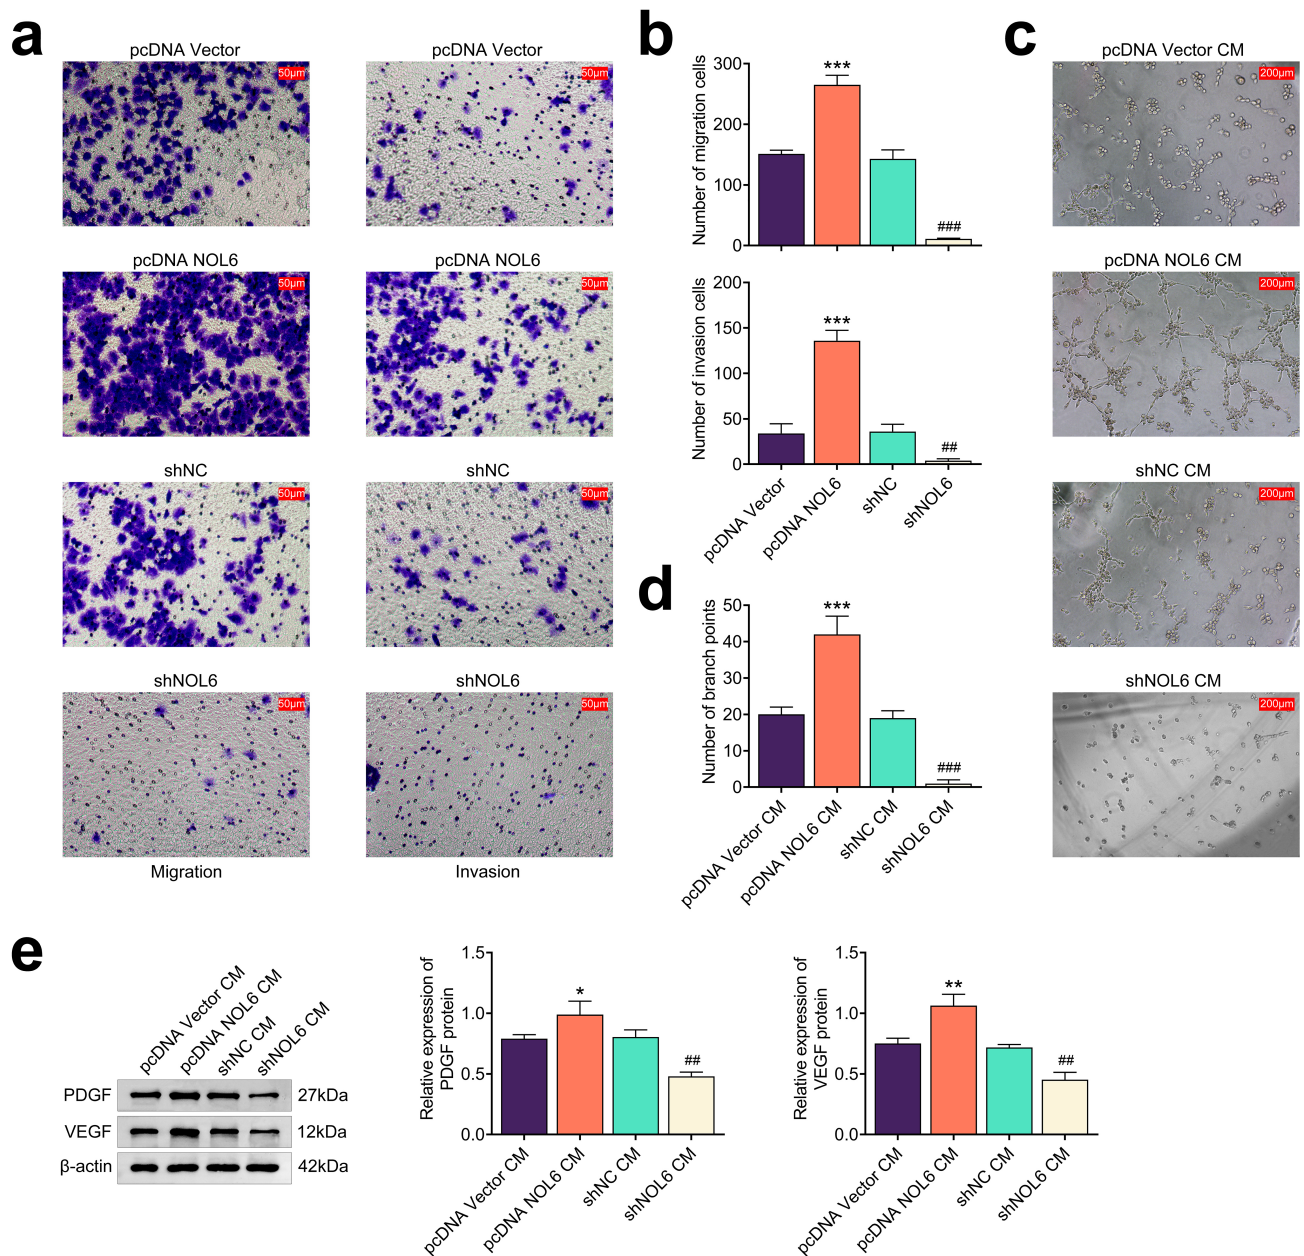 a
pcDNA Vector
50μm
pcDNA Vector
50μm
pcDNA NOL6
50μm
pcDNA NOL6
50μm
shNC
50μm
shNC
50μm
shNOL6
50μm
shNOL6
50μm
Migration
Invasion
b
Number of migration cells
300
200
100
0
***
###
Number of invasion cells
200
150
100
50
0
***
##
pcDNA Vector
pcDNA NOL6
shNC
shNOL6
c
pcDNA Vector CM
200μm
pcDNA NOL6 CM
200μm
shNC CM
200μm
shNOL6 CM
200μm
d
Number of branch points
50
40
30
20
10
0
***
###
pcDNA Vector CM
pcDNA NOL6 CM
shNC CM
shNOL6 CM
e
pcDNA Vector CM
pcDNA NOL6 CM
shNC CM
shNOL6 CM
PDGF
27kDa
VEGF
12kDa
β-actin
42kDa
Relative expression of
PDGF protein
1.5
1.0
0.5
0.0
*
##
pcDNA Vector CM
pcDNA NOL6 CM
shNC CM
shNOL6 CM
Relative expression of
VEGF protein
1.5
1.0
0.5
0.0
**
##
pcDNA Vector CM
pcDNA NOL6 CM
shNC CM
shNOL6 CM